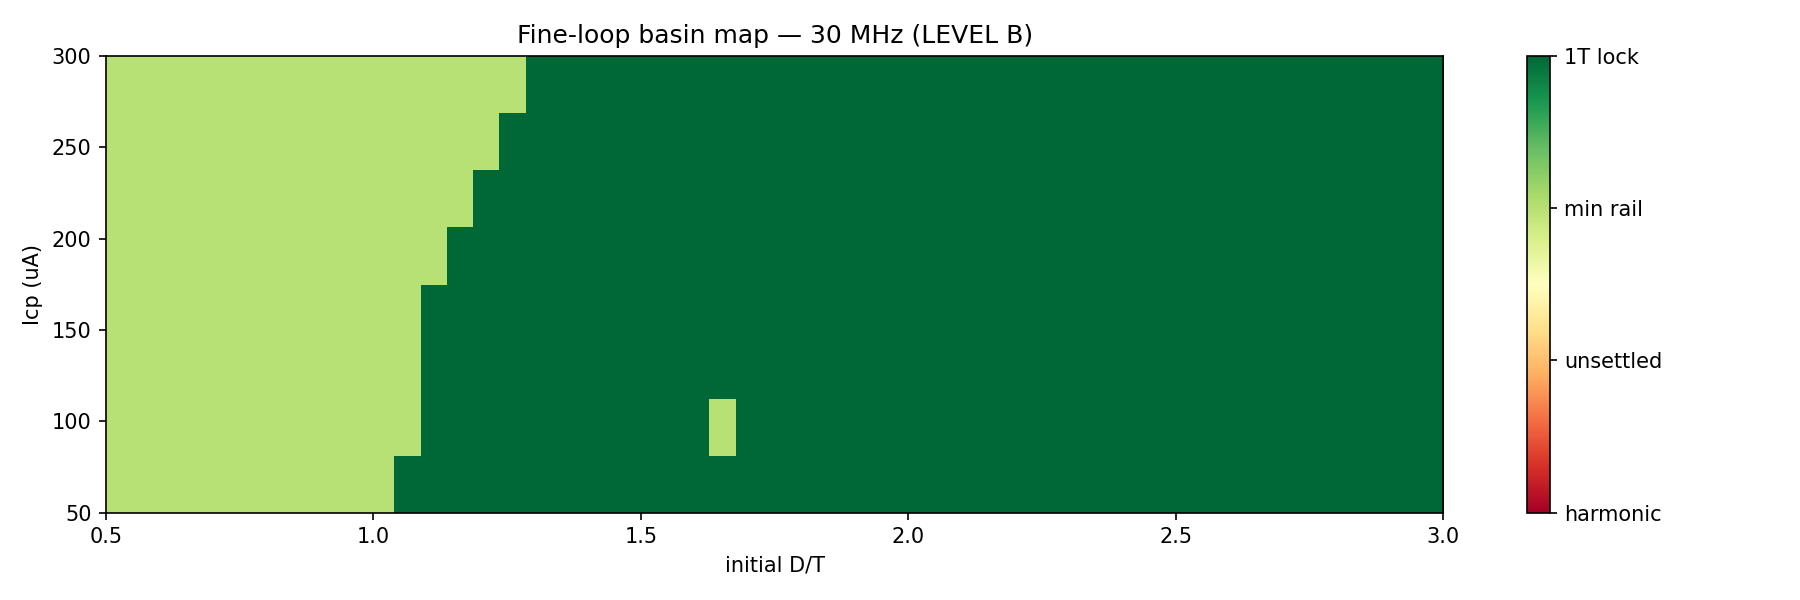 Fine-loop basin map — 30 MHz (LEVEL B)
300
250
200
150
100
50
Icp (uA)
0.5 1.0 1.5 2.0 2.5 3.0
initial D/T
1T lock
min rail
unsettled
harmonic